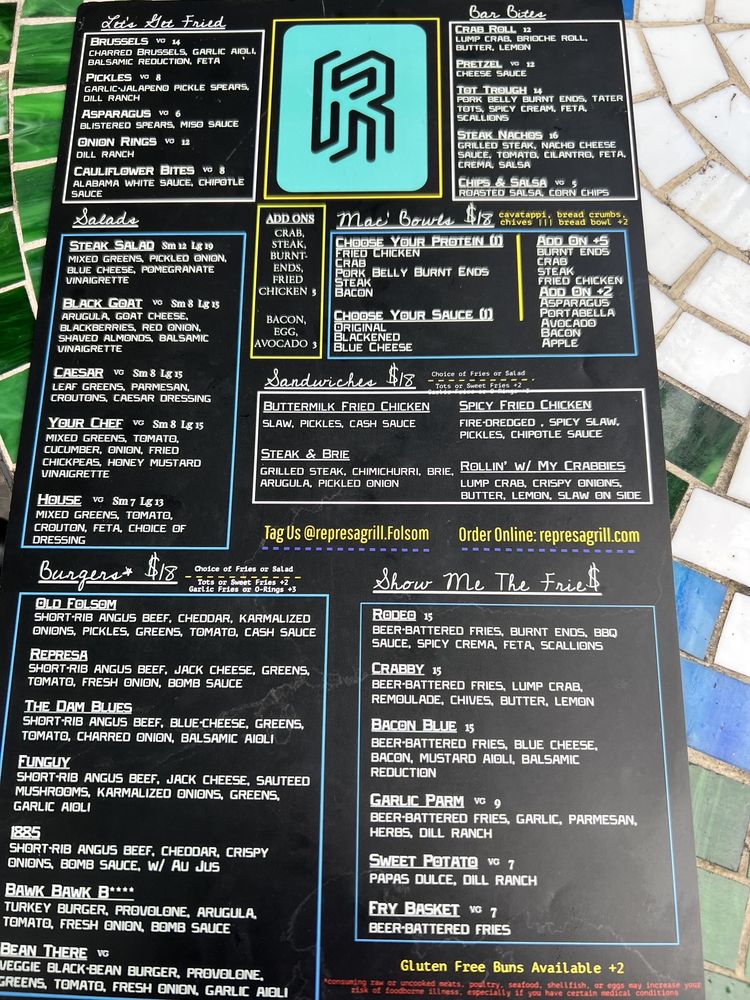 Let's Get Fried
BRUSSELS VG 14
CHARRED BRUSSELS, GARLIC AIOLI,
BALSAMIC REDUCTION, FETA
PICKLES VG 8
GARLIC-JALAPENO PICKLE SPEARS,
DILL RANCH
ASPARAGUS VG 6
BLISTERED SPEARS, MISO SAUCE
ONION RINGS VG 12
DILL RANCH
CAULIFLOWER BITES VG 8
ALABAMA WHITE SAUCE, CHIPOTLE
SAUCE
R
Bar Bites
CRAB ROLL 12
LUMP CRAB, BRIOCHE ROLL,
BUTTER, LEMON
PRETZEL VG 12
CHEESE SAUCE
TOT TROUGH 14
PORK BELLY BURNT ENDS, TATER
TOTS, SPICY CREAM, FETA,
SCALLIONS
STEAK NACHOS 16
GRILLED STEAK, NACHO CHEESE
SAUCE, TOMATO, CILANTRO, FETA,
CREMA, SALSA
CHIPS & SALSA VG 5
ROASTED SALSA, CORN CHIPS
Salads
STEAK SALAD Sm 12 Lg 19
MIXED GREENS, PICKLED ONION,
BLUE CHEESE, POMEGRANATE
VINAIGRETTE
BLACK GOAT VG Sm 8 Lg 15
ARUGULA, GOAT CHEESE,
BLACKBERRIES, RED ONION,
SHAVED ALMONDS, BALSAMIC
VINAIGRETTE
CAESAR VG Sm 8 Lg 15
LEAF GREENS, PARMESAN,
CROUTONS, CAESAR DRESSING
YOUR CHEF VG Sm 8 Lg 15
MIXED GREENS, TOMATO,
CUCUMBER, ONION, FRIED
CHICKPEAS, HONEY MUSTARD
VINAIGRETTE
HOUSE VG Sm 7 Lg 13
MIXED GREENS, TOMATO,
CROUTON, FETA, CHOICE OF
DRESSING
ADD ONS
CRAB,
STEAK,
BURNT-
ENDS,
FRIED
CHICKEN 5
BACON,
EGG,
AVOCADO 3
Mac' Bowls $18
cavatappi, bread crumbs,
chives ||| bread bowl +2
CHOOSE YOUR PROTEIN (1)
FRIED CHICKEN
CRAB
PORK BELLY BURNT ENDS
STEAK
BACON
CHOOSE YOUR SAUCE (1)
ORIGINAL
BLACKENED
BLUE CHEESE
ADD ON +5
BURNT ENDS
CRAB
STEAK
FRIED CHICKEN
ADD ON +2
ASPARAGUS
PORTABELLA
AVOCADO
BACON
APPLE
Sandwiches $18
Choice of Fries or Salad
Tots or Sweet Fries +2
BUTTERMILK FRIED CHICKEN
SLAW, PICKLES, CASH SAUCE
STEAK & BRIE
GRILLED STEAK, CHIMICHURRI, BRIE,
ARUGULA, PICKLED ONION
SPICY FRIED CHICKEN
FIRE-DREDGED , SPICY SLAW,
PICKLES, CHIPOTLE SAUCE
ROLLIN' W/ MY CRABBIES
LUMP CRAB, CRISPY ONIONS,
BUTTER, LEMON, SLAW ON SIDE
Tag Us @represagrill.Folsom
Order Online: represagrill.com
Burgers* $18
Choice of Fries or Salad
Tots or Sweet Fries +2
Garlic Fries or O-Rings +3
OLD FOLSOM
SHORT-RIB ANGUS BEEF, CHEDDAR, KARMALIZED
ONIONS, PICKLES, GREENS, TOMATO, CASH SAUCE
REPRESA
SHORT-RIB ANGUS BEEF, JACK CHEESE, GREENS,
TOMATO, FRESH ONION, BOMB SAUCE
THE DAM BLUES
SHORT-RIB ANGUS BEEF, BLUE-CHEESE, GREENS,
TOMATO, CHARRED ONION, BALSAMIC AIOLI
FUNGUY
SHORT-RIB ANGUS BEEF, JACK CHEESE, SAUTEED
MUSHROOMS, KARMALIZED ONIONS, GREENS,
GARLIC AIOLI
1885
SHORT-RIB ANGUS BEEF, CHEDDAR, CRISPY
ONIONS, BOMB SAUCE, W/ AU JUS
BAWK BAWK B****
TURKEY BURGER, PROVOLONE, ARUGULA,
TOMATO, FRESH ONION, BOMB SAUCE
BEAN THERE VG
VEGGIE BLACK-BEAN BURGER, PROVOLONE,
GREENS, TOMATO, FRESH ONION, GARLIC AIOLI
Show Me The Frie$
RODEO 15
BEER-BATTERED FRIES, BURNT ENDS, BBQ
SAUCE, SPICY CREMA, FETA, SCALLIONS
CRABBY 15
BEER-BATTERED FRIES, LUMP CRAB,
REMOULADE, CHIVES, BUTTER, LEMON
BACON BLUE 15
BEER-BATTERED FRIES, BLUE CHEESE,
BACON, MUSTARD AIOLI, BALSAMIC
REDUCTION
GARLIC PARM VG 9
BEER-BATTERED FRIES, GARLIC, PARMESAN,
HERBS, DILL RANCH
SWEET POTATO VG 7
PAPAS DULCE, DILL RANCH
FRY BASKET VG 7
BEER-BATTERED FRIES
Gluten Free Buns Available +2
*consuming raw or uncooked meats, poultry, seafood, shellfish, or eggs may increase your
risk of foodborne illness, especially if you have certain medical conditions